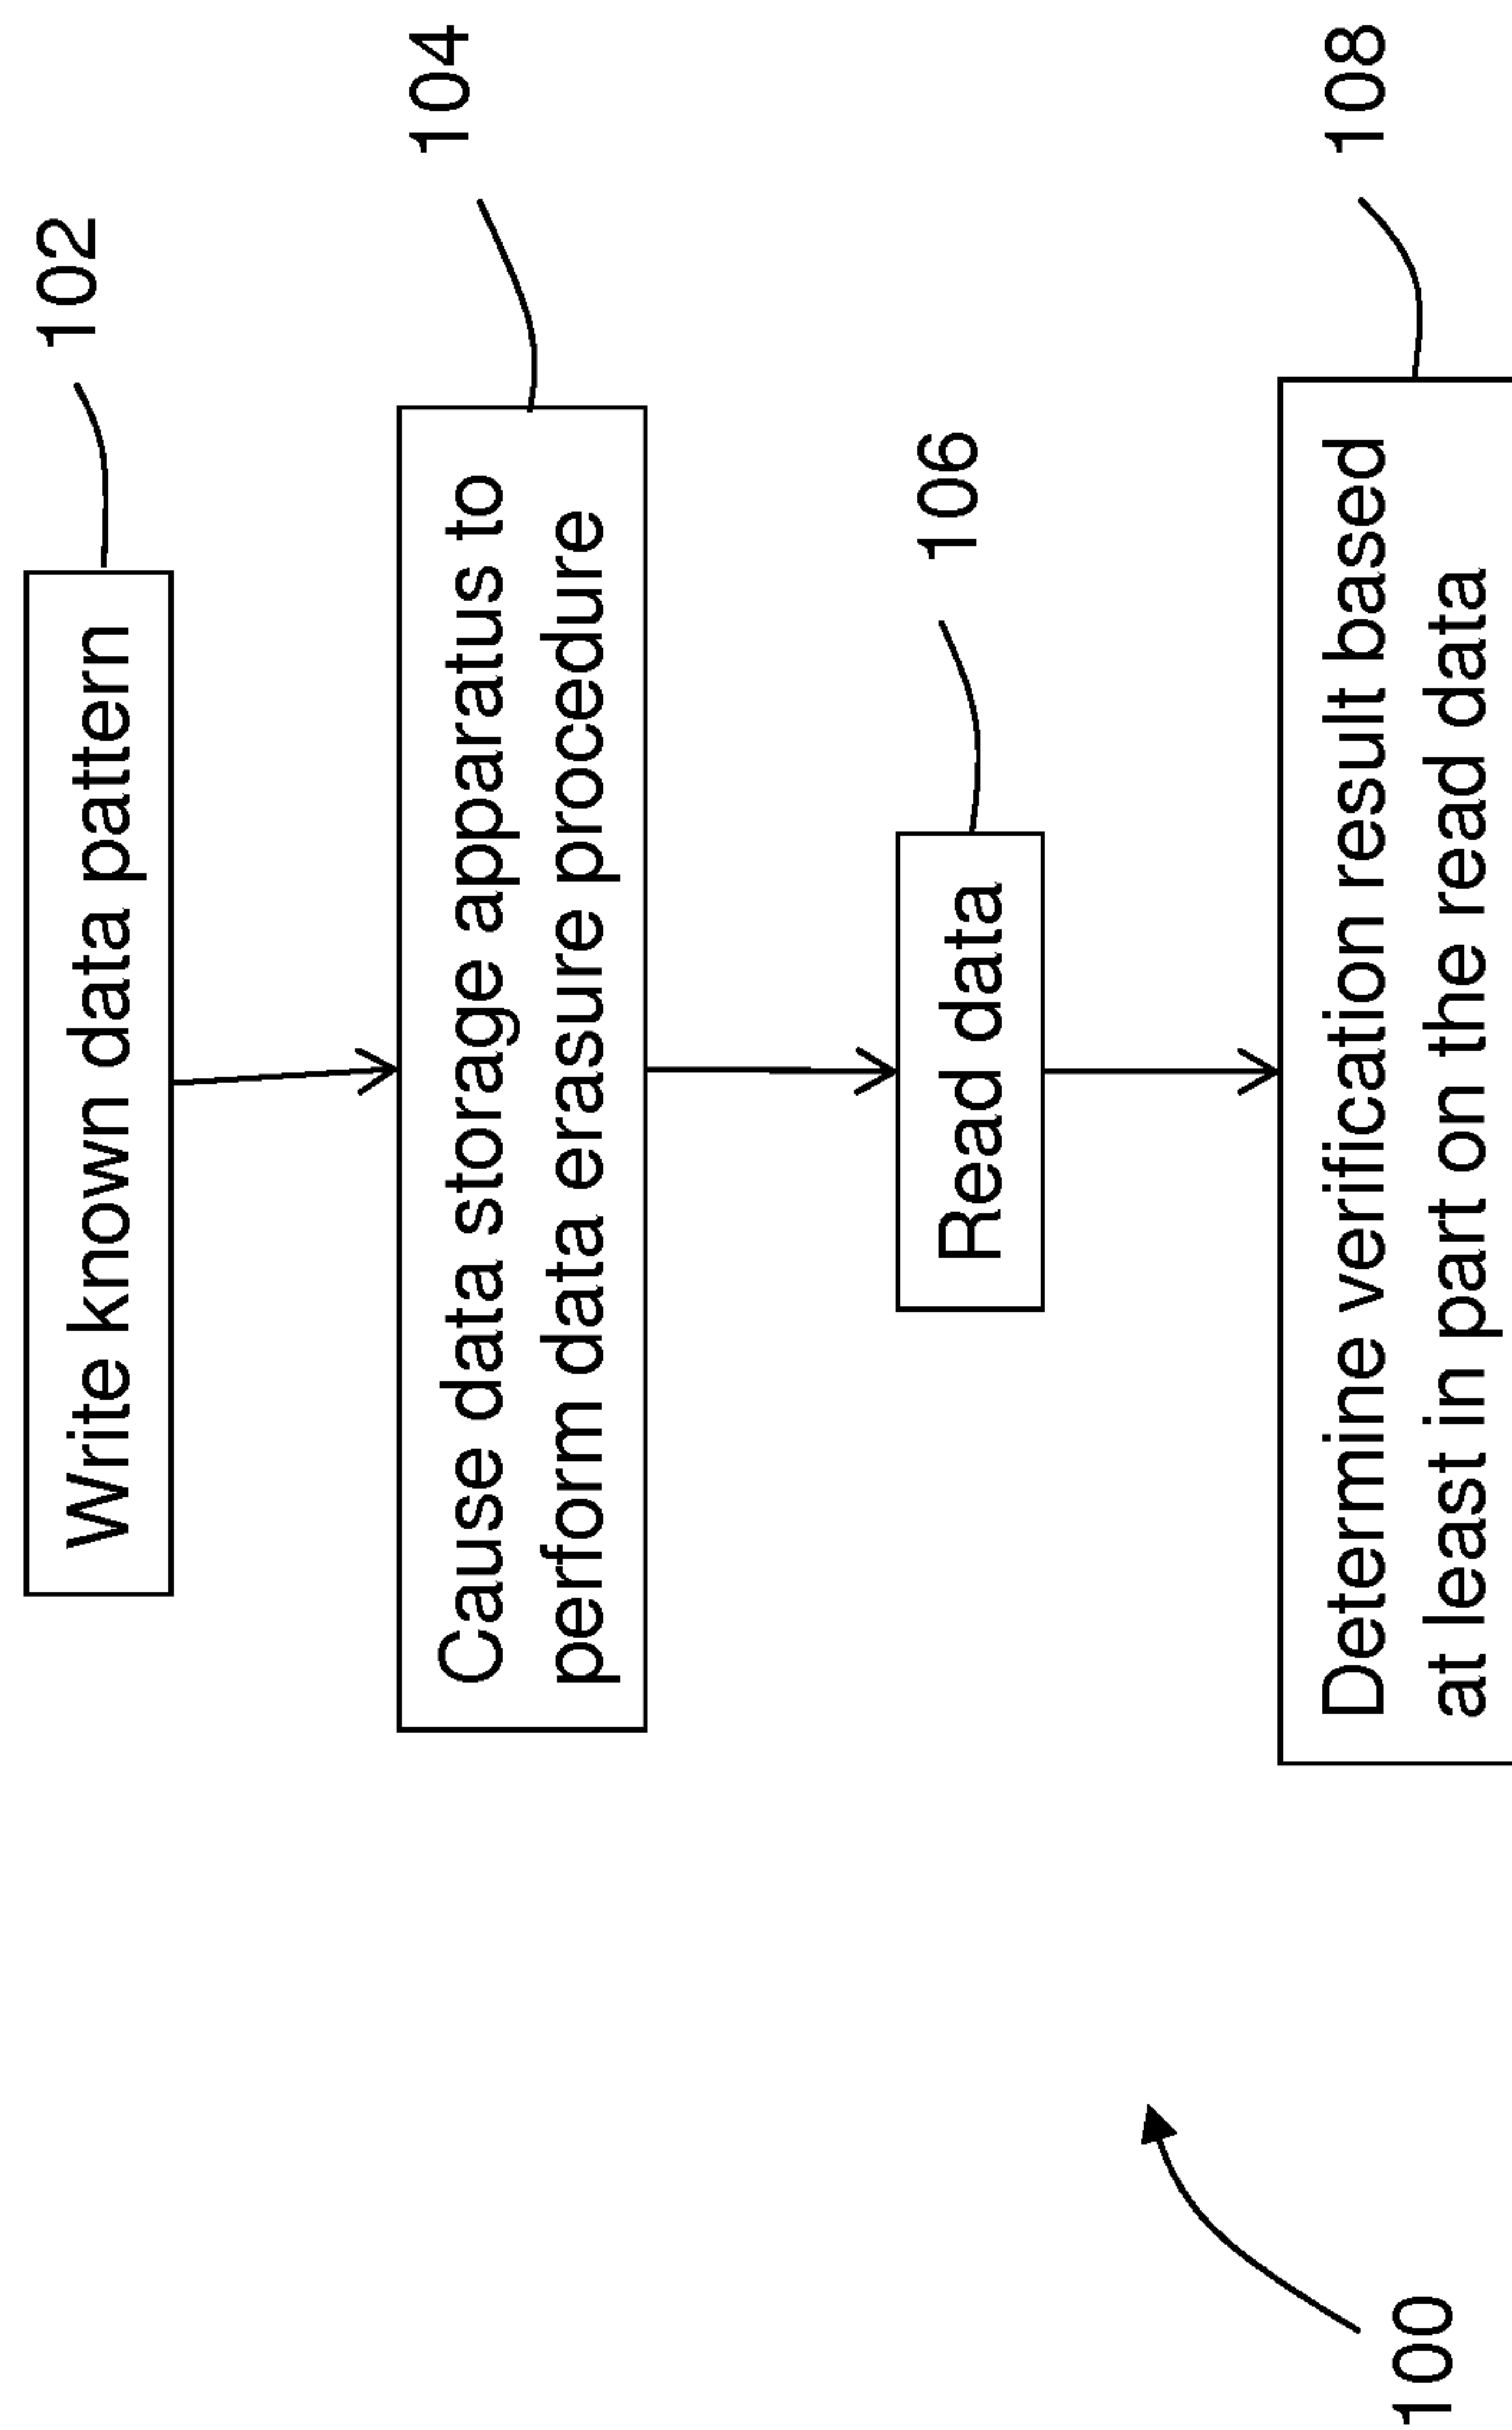 Write known data pattern
102
Cause data storage apparatus to
perform data erasure procedure
104
Read data
106
Determine verification result based
at least in part on the read data
108
100